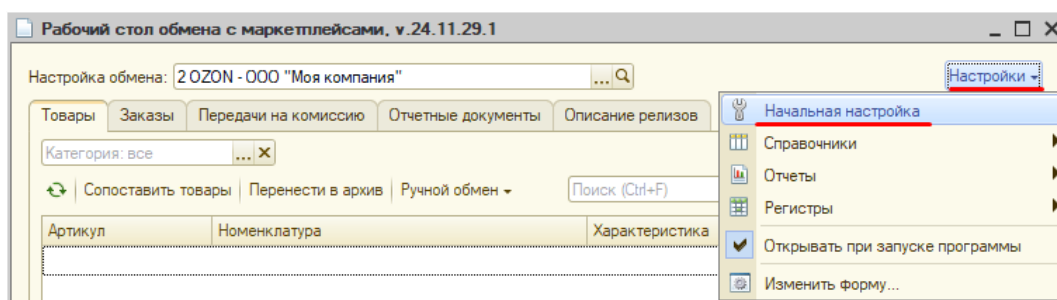 Рабочий стол обмена с маркетплейсами, v.24.11.29.1
Настройка обмена: 2 OZON - ООО "Моя компания" ... Настройки
Товары Заказы Передачи на комиссию Отчетные документы Описание релизов
Начальная настройка
Категория: все ...
Справочники
Сопоставить товары Перенести в архив Ручной обмен Поиск (Ctrl+F)
Отчеты
Регистры
Артикул Номенклатура Характеристика
Открывать при запуске программы
Изменить форму...